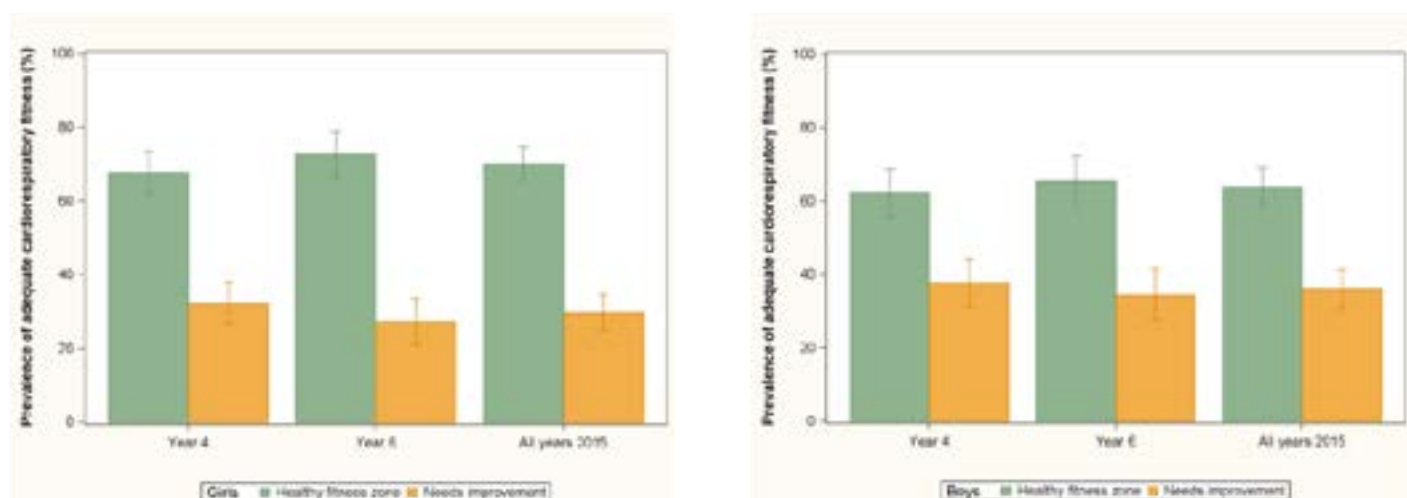 Prevalence of adequate cardiorespiratory fitness (%)
100
80
60
40
20
0
Year 4
Year 6
All years 2015
Girls Healthy fitness zone Needs improvement
Prevalence of adequate cardiorespiratory fitness (%)
100
80
60
40
20
0
Year 4
Year 6
All years 2015
Boys Healthy fitness zone Needs improvement